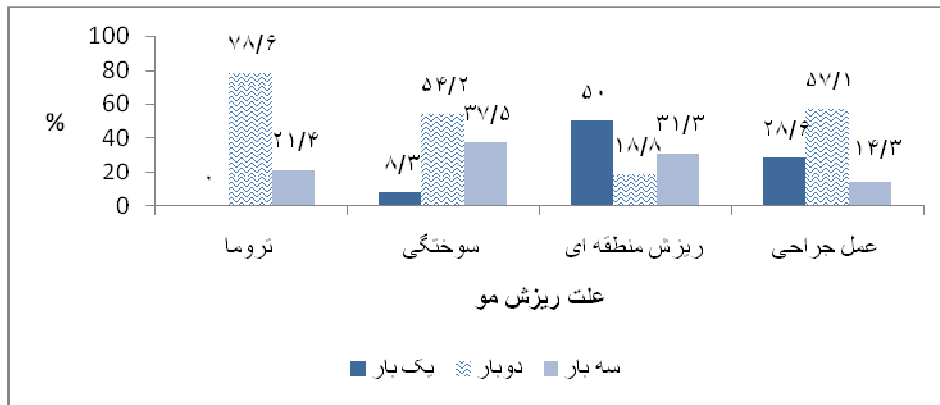 100
80
60
40
20
0
%
۰
۷۸/۶
۲۱/۴
۸/۳
۵۴/۲
۳۷/۵
۵۰
۱۸/۸
۳۱/۳
۲۸/۶
۵۷/۱
۱۴/۳
تروما
سوختگی
ریزش منطقه ای
عمل جراحی
علت ریزش مو
یک بار
دوبار
سه بار